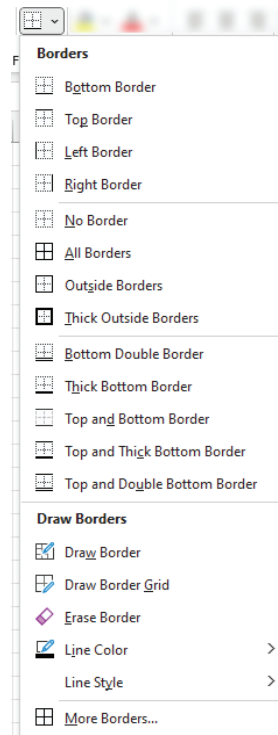 Borders
Bottom Border
Top Border
Left Border
Right Border
No Border
All Borders
Outside Borders
Thick Outside Borders
Bottom Double Border
Thick Bottom Border
Top and Bottom Border
Top and Thick Bottom Border
Top and Double Bottom Border
Draw Borders
Draw Border
Draw Border Grid
Erase Border
Line Color
Line Style
More Borders...